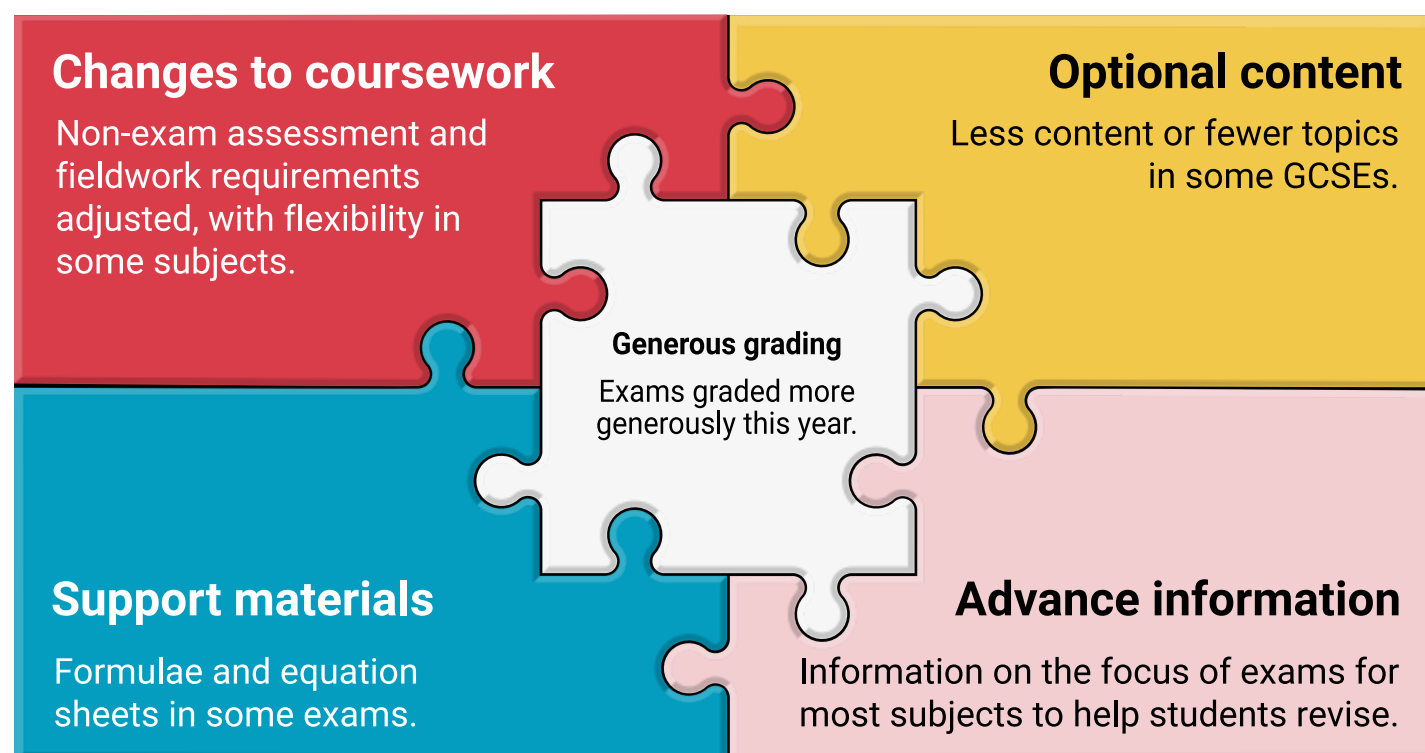 Changes to coursework
Non-exam assessment and
fieldwork requirements
adjusted, with flexibility in
some subjects.
Optional content
Less content or fewer topics
in some GCSEs.
Generous grading
Exams graded more
generously this year.
Support materials
Formulae and equation
sheets in some exams.
Advance information
Information on the focus of exams for
most subjects to help students revise.